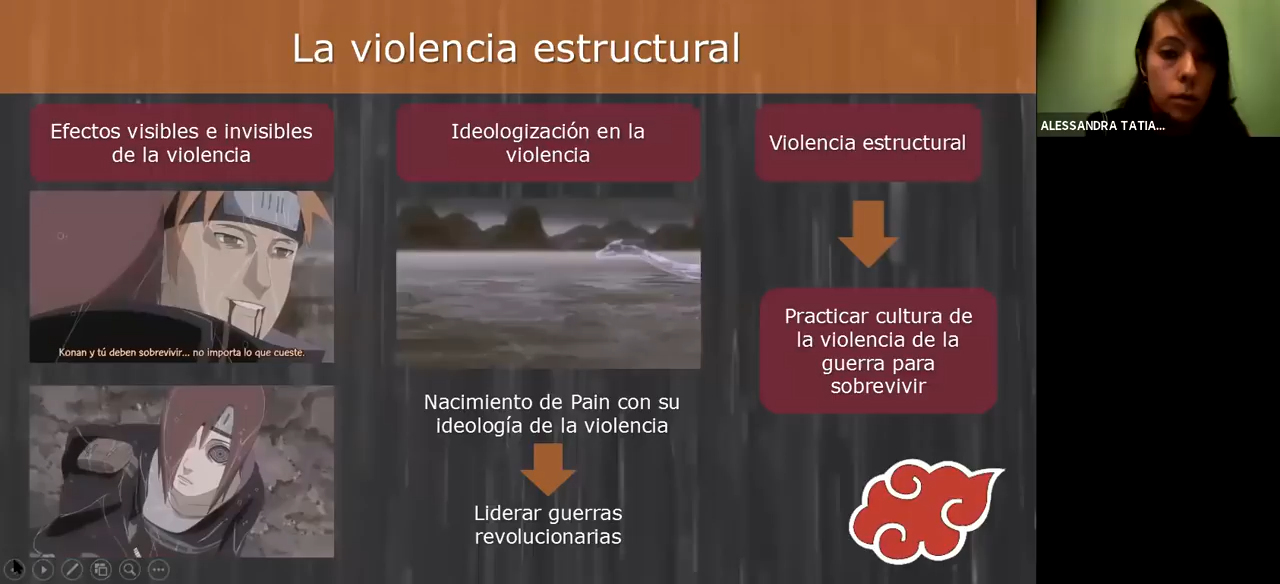 La violencia estructural
Efectos visibles e invisibles
de la violencia
Konan y tú deben sobrevivir... no importa lo que cueste.
Ideologización en la
violencia
Nacimiento de Pain con su
ideología de la violencia
Liderar guerras
revolucionarias
Violencia estructural
Practicar cultura de
la violencia de la
guerra para
sobrevivir
ALESSANDRA TATIA...